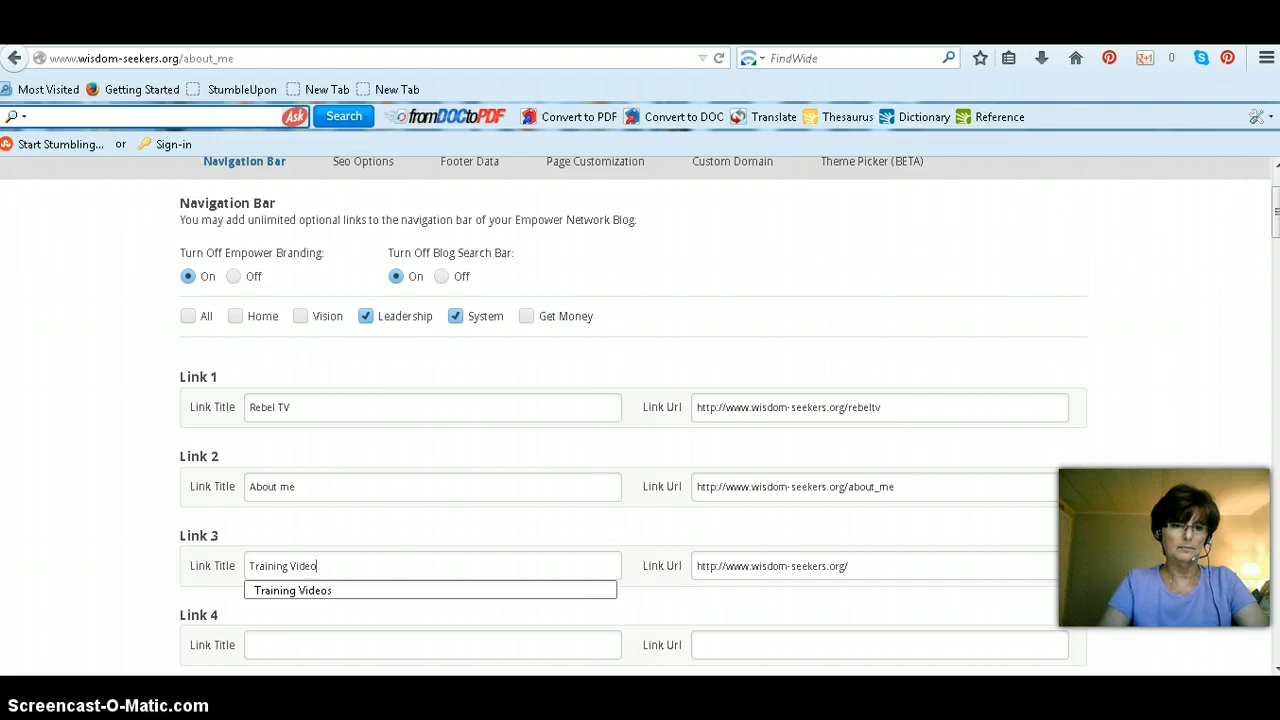 www.wisdom-seekers.org/about_me
FindWide
0
Most Visited
Getting Started
StumbleUpon
New Tab
New Tab
Ask
Search
fromDOCtoPDF
Convert to PDF
Convert to DOC
Translate
Thesaurus
Dictionary
Reference
Start Stumbling...
or
Sign-in
Navigation Bar
Seo Options
Footer Data
Page Customization
Custom Domain
Theme Picker (BETA)
Navigation Bar
You may add unlimited optional links to the navigation bar of your Empower Network Blog.
Turn Off Empower Branding:
Turn Off Blog Search Bar:
On
Off
On
Off
All
Home
Vision
Leadership
System
Get Money
Link 1
Link Title
Rebel TV
Link Url
http://www.wisdom-seekers.org/rebeltv
Link 2
Link Title
About me
Link Url
http://www.wisdom-seekers.org/about_me
Link 3
Link Title
Training Video
Link Url
http://www.wisdom-seekers.org/
Training Videos
Link 4
Link Title
Link Url
Screencast-O-Matic.com